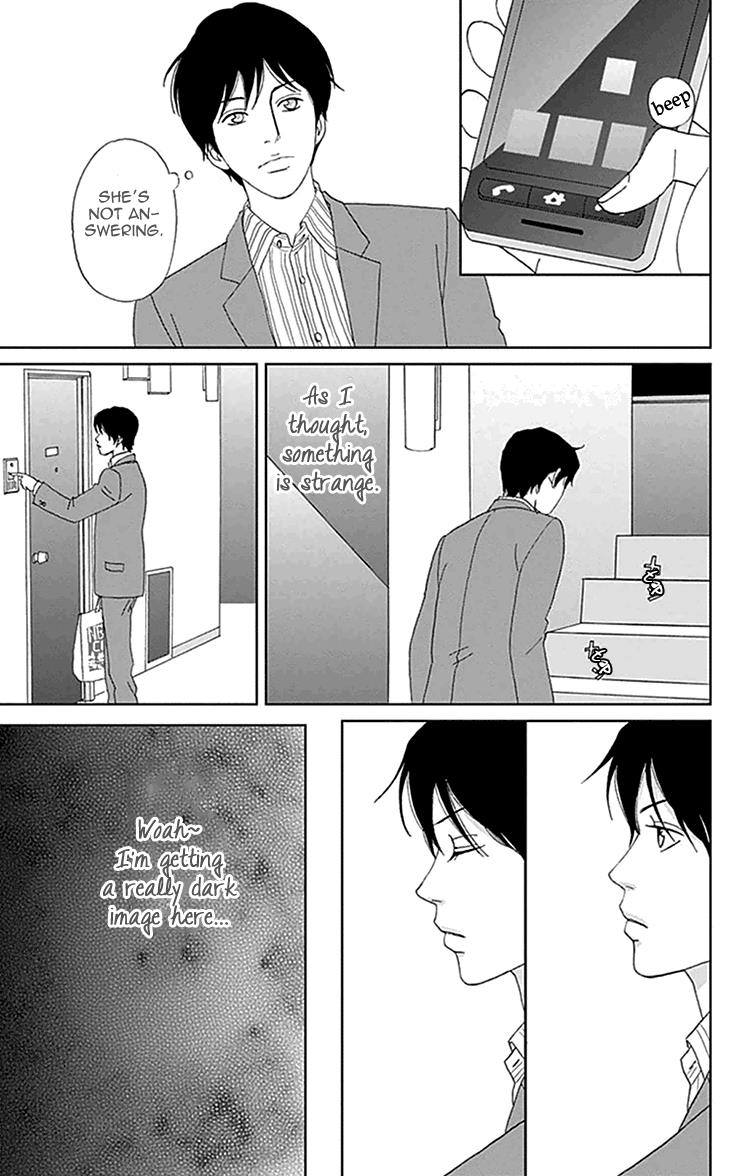 beep
SHE'S
NOT AN-
SWERING.
As I
thought,
something
is strange.
Woah~
I'm getting
a really dark
image here...